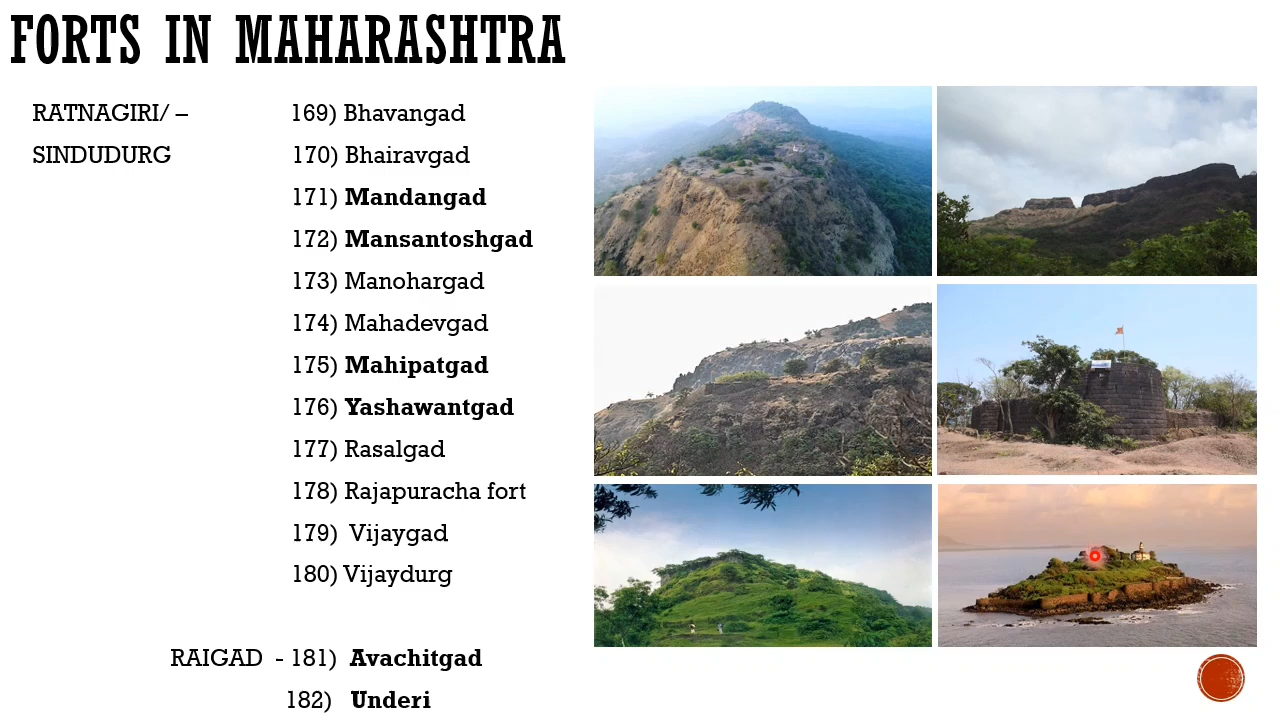 FORTS IN MAHARASHTRA
RATNAGIRI/ – 169) Bhavangad
SINDUDURG 170) Bhairavgad
171) Mandangad
172) Mansantoshgad
173) Manohargad
174) Mahadevgad
175) Mahipatgad
176) Yashawantgad
177) Rasalgad
178) Rajapuracha fort
179) Vijaygad
180) Vijaydurg
RAIGAD - 181) Avachitgad
182) Underi